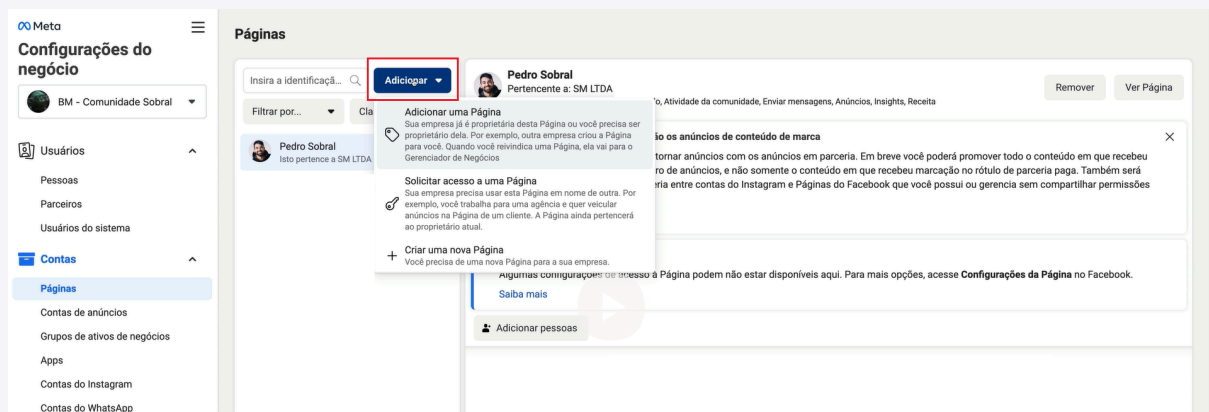 Meta
Configurações do
negócio
BM - Comunidade Sobral
Usuários
Pessoas
Parceiros
Usuários do sistema
Contas
Páginas
Contas de anúncios
Grupos de ativos de negócios
Apps
Contas do Instagram
Contas do WhatsApp
Páginas
Insira a identificaçã...
Adicionar
Filtrar por...
Cla
Pedro Sobral
Isto pertence a SM LTDA
Adicionar uma Página
Sua empresa já é proprietária desta Página ou você precisa ser
proprietário dela. Por exemplo, outra empresa criou a Página
para você. Quando você reivindica uma Página, ela vai para o
Gerenciador de Negócios
Solicitar acesso a uma Página
Sua empresa precisa usar esta Página em nome de outra. Por
exemplo, você trabalha para uma agência e quer veicular
anúncios na Página de um cliente. A Página ainda pertencerá
ao proprietário atual.
Criar uma nova Página
Você precisa de uma nova Página para a sua empresa.
Pedro Sobral
Pertencente a: SM LTDA
Atividade da comunidade, Enviar mensagens, Anúncios, Insights, Receita
Remover
Ver Página
os anúncios de conteúdo de marca
tornar anúncios com os anúncios em parceria. Em breve você poderá promover todo o conteúdo em que recebeu
de anúncios, e não somente o conteúdo em que recebeu marcação no rótulo de parceria paga. Também será
entre contas do Instagram e Páginas do Facebook que você possui ou gerencia sem compartilhar permissões
Algumas configurações de acesso à Página podem não estar disponíveis aqui. Para mais opções, acesse Configurações da Página no Facebook.
Saiba mais
Adicionar pessoas